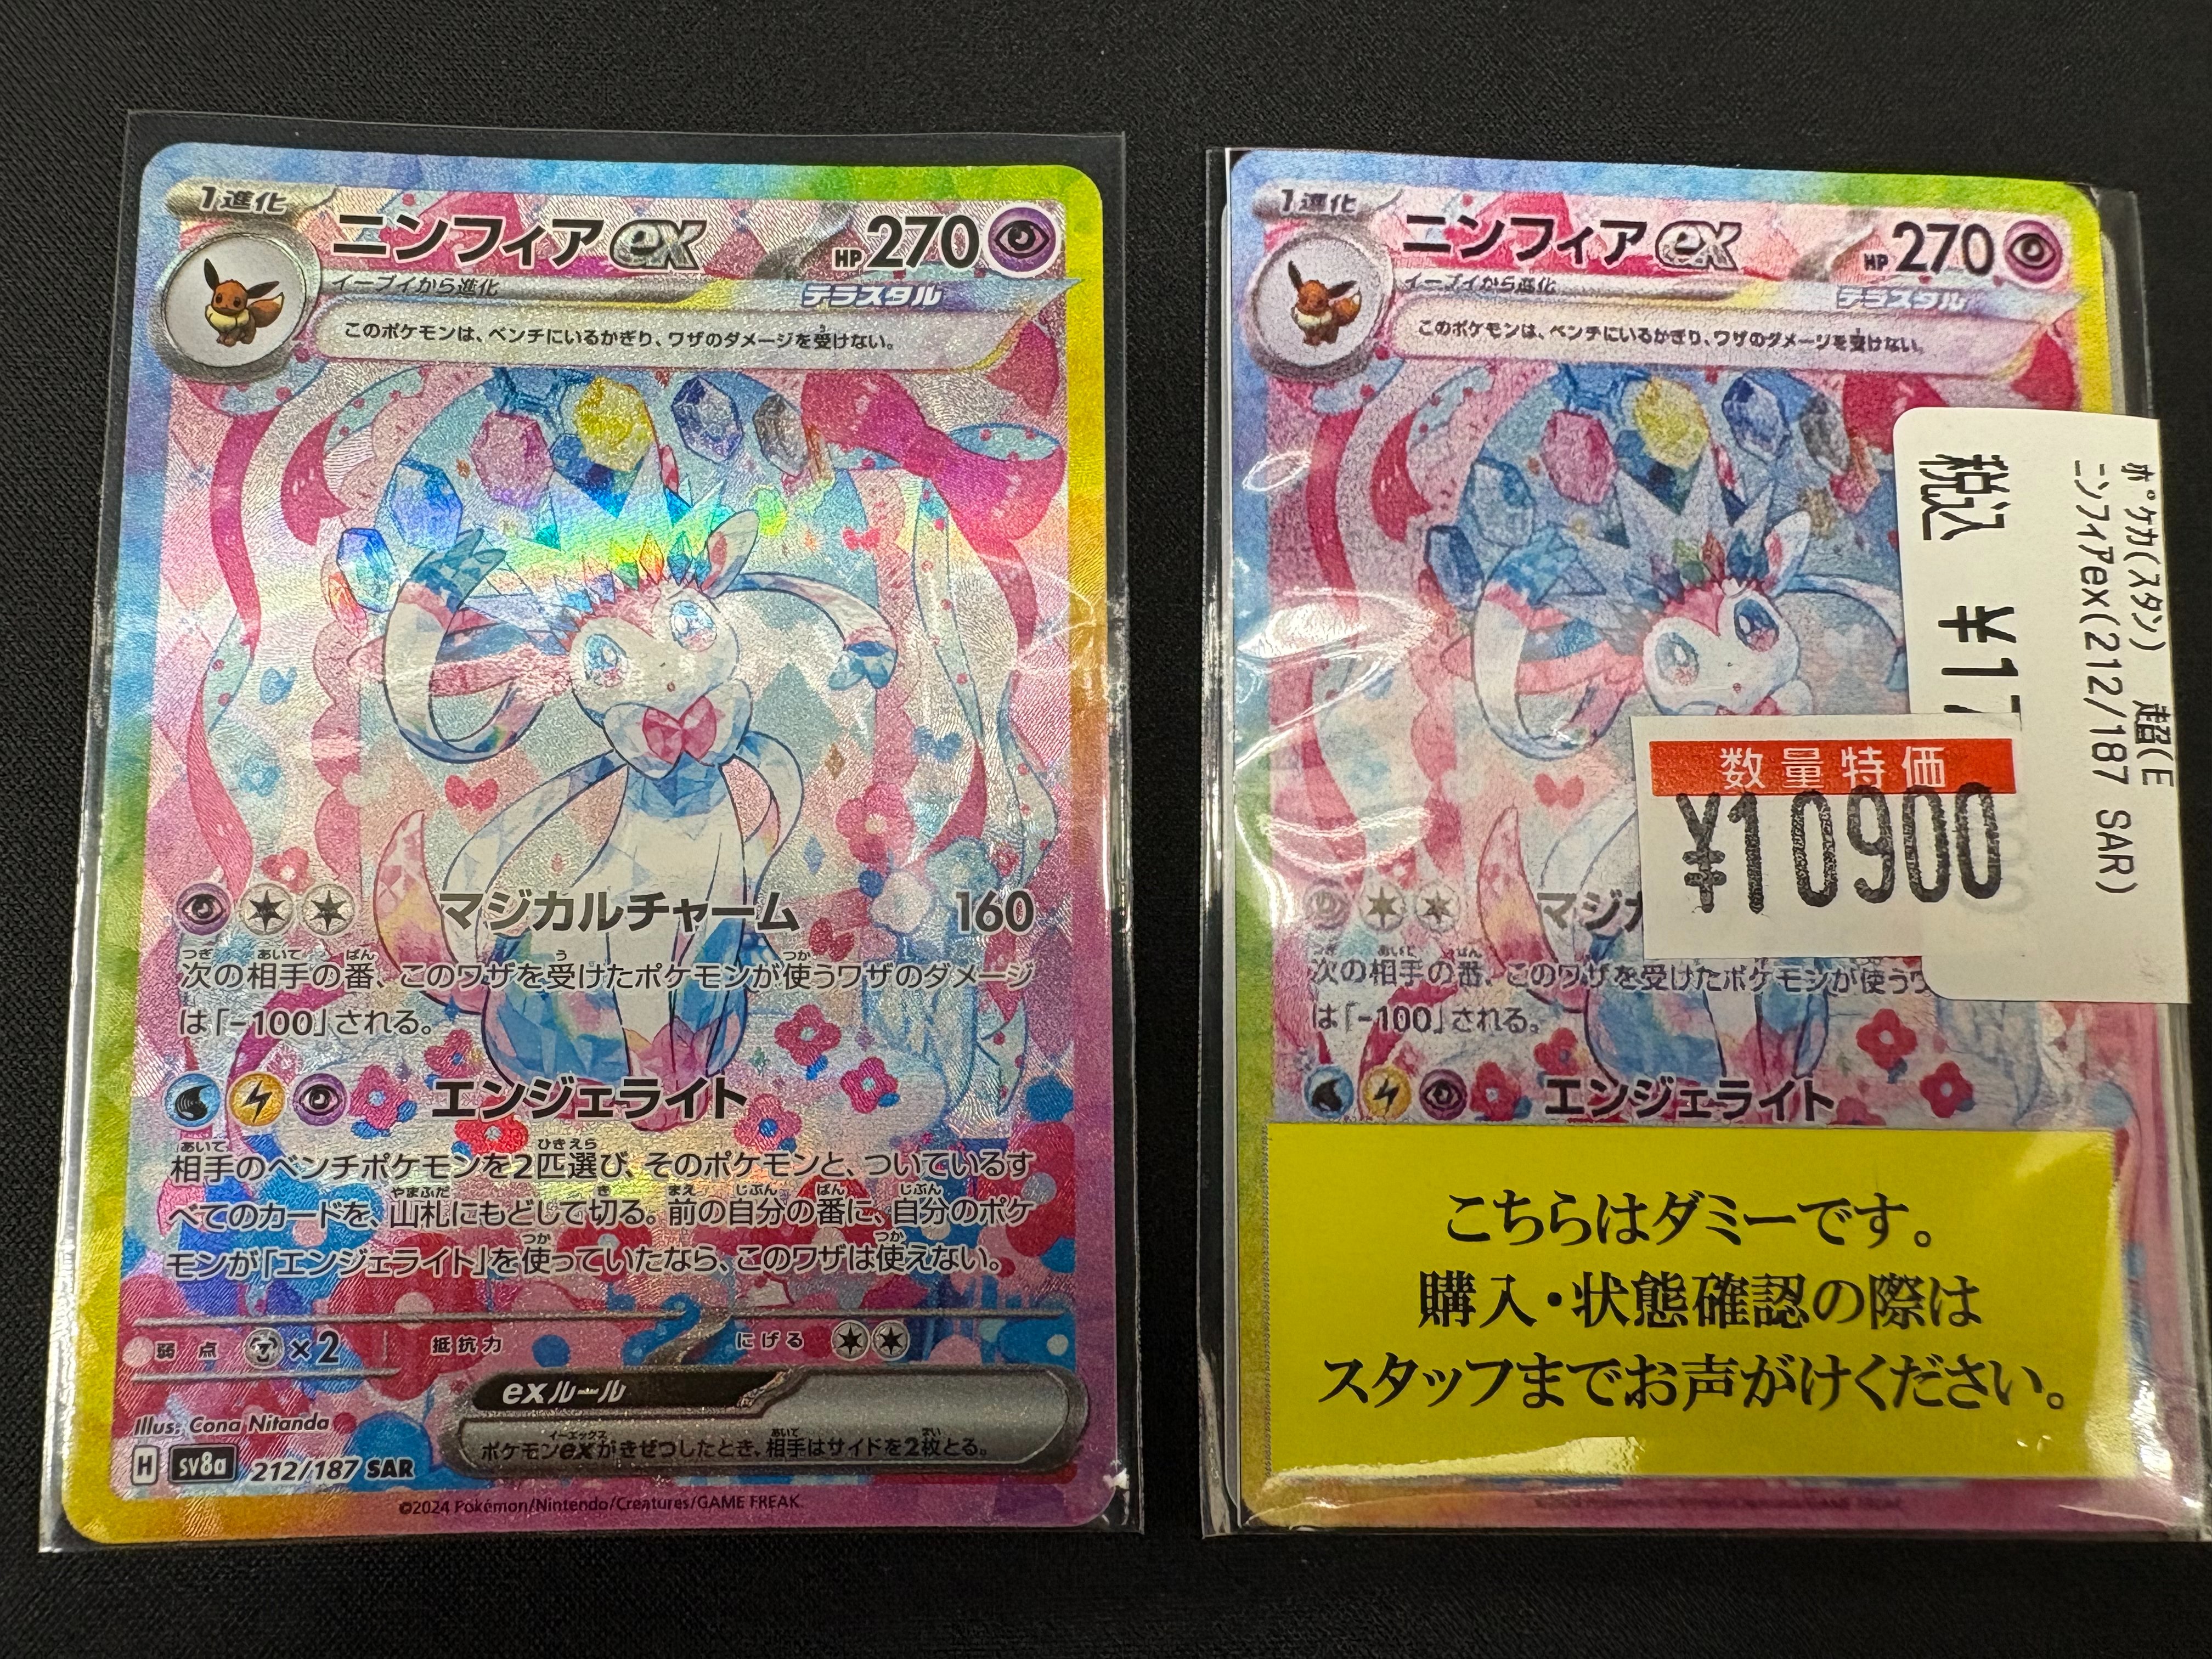 1進化
ニンフィアex
HP270
イーブイから進化
テラスタル
このポケモンは、ベンチにいるかぎり、ワザのダメージを受けない。
マジカルチャーム 160
次の相手の番、このワザを受けたポケモンが使うワザのダメージ
は「-100」される。
エンジェライト
相手のベンチポケモンを2匹選び、そのポケモンと、ついているす
べてのカードを、山札にもどして切る。前の自分の番に、自分のポケ
モンが「エンジェライト」を使っていたなら、このワザは使えない。
弱点 ×2 抵抗力 にげる
exルール
ポケモンexがきぜつしたとき、相手はサイドを2枚とる。
Illus. Cona Nitanda
H sv8a 212/187 SAR
©2024 Pokémon/Nintendo/Creatures/GAME FREAK.
1進化
ニンフィアex
HP270
イーブイから進化
テラスタル
このポケモンは、ベンチにいるかぎり、ワザのダメージを受けない。
ポケカ(スタン) 超(E
ニンフィアex(212/187 SAR)
税込 ¥17
数量特価
¥10900
マジカ
次の相手の番、このワザを受けたポケモンが使うワ
は「-100」される。
エンジェライト
こちらはダミーです。
購入・状態確認の際は
スタッフまでお声がけください。